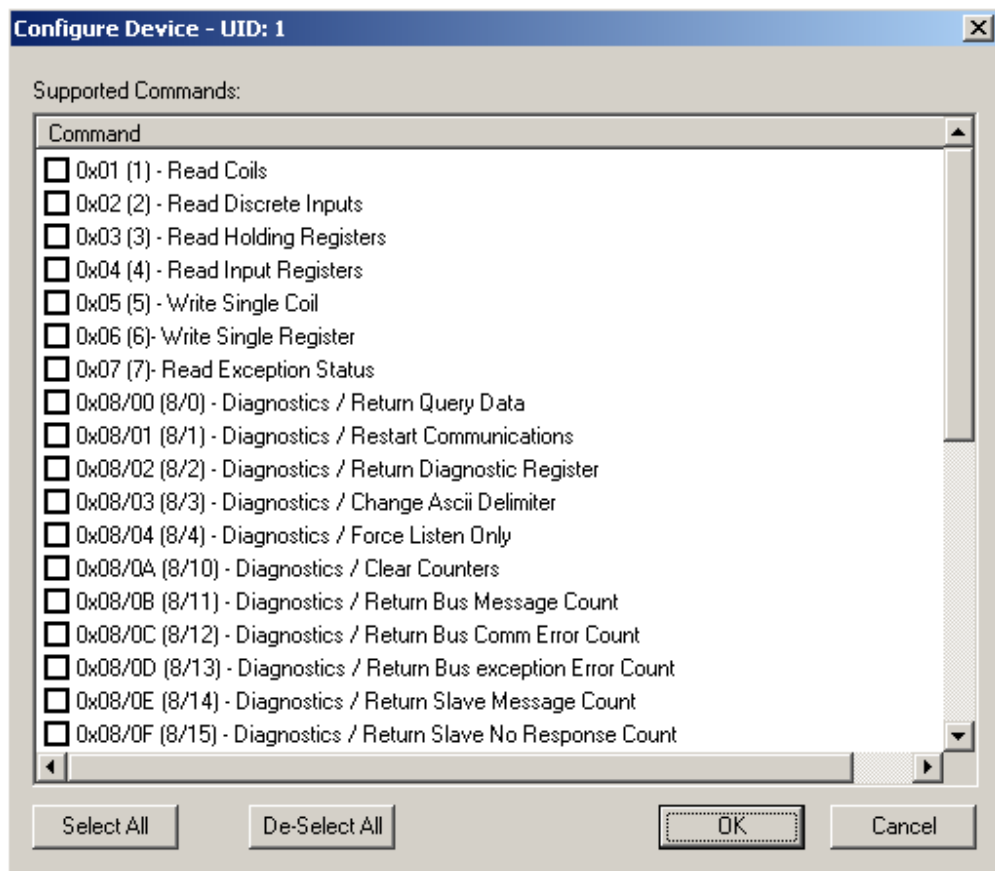 Configure Device - UID: 1
Supported Commands:
Command
0x01 (1) - Read Coils
0x02 (2) - Read Discrete Inputs
0x03 (3) - Read Holding Registers
0x04 (4) - Read Input Registers
0x05 (5) - Write Single Coil
0x06 (6)- Write Single Register
0x07 (7)- Read Exception Status
0x08/00 (8/0) - Diagnostics / Return Query Data
0x08/01 (8/1) - Diagnostics / Restart Communications
0x08/02 (8/2) - Diagnostics / Return Diagnostic Register
0x08/03 (8/3) - Diagnostics / Change Ascii Delimiter
0x08/04 (8/4) - Diagnostics / Force Listen Only
0x08/0A (8/10) - Diagnostics / Clear Counters
0x08/0B (8/11) - Diagnostics / Return Bus Message Count
0x08/0C (8/12) - Diagnostics / Return Bus Comm Error Count
0x08/0D (8/13) - Diagnostics / Return Bus exception Error Count
0x08/0E (8/14) - Diagnostics / Return Slave Message Count
0x08/0F (8/15) - Diagnostics / Return Slave No Response Count
Select All De-Select All OK Cancel